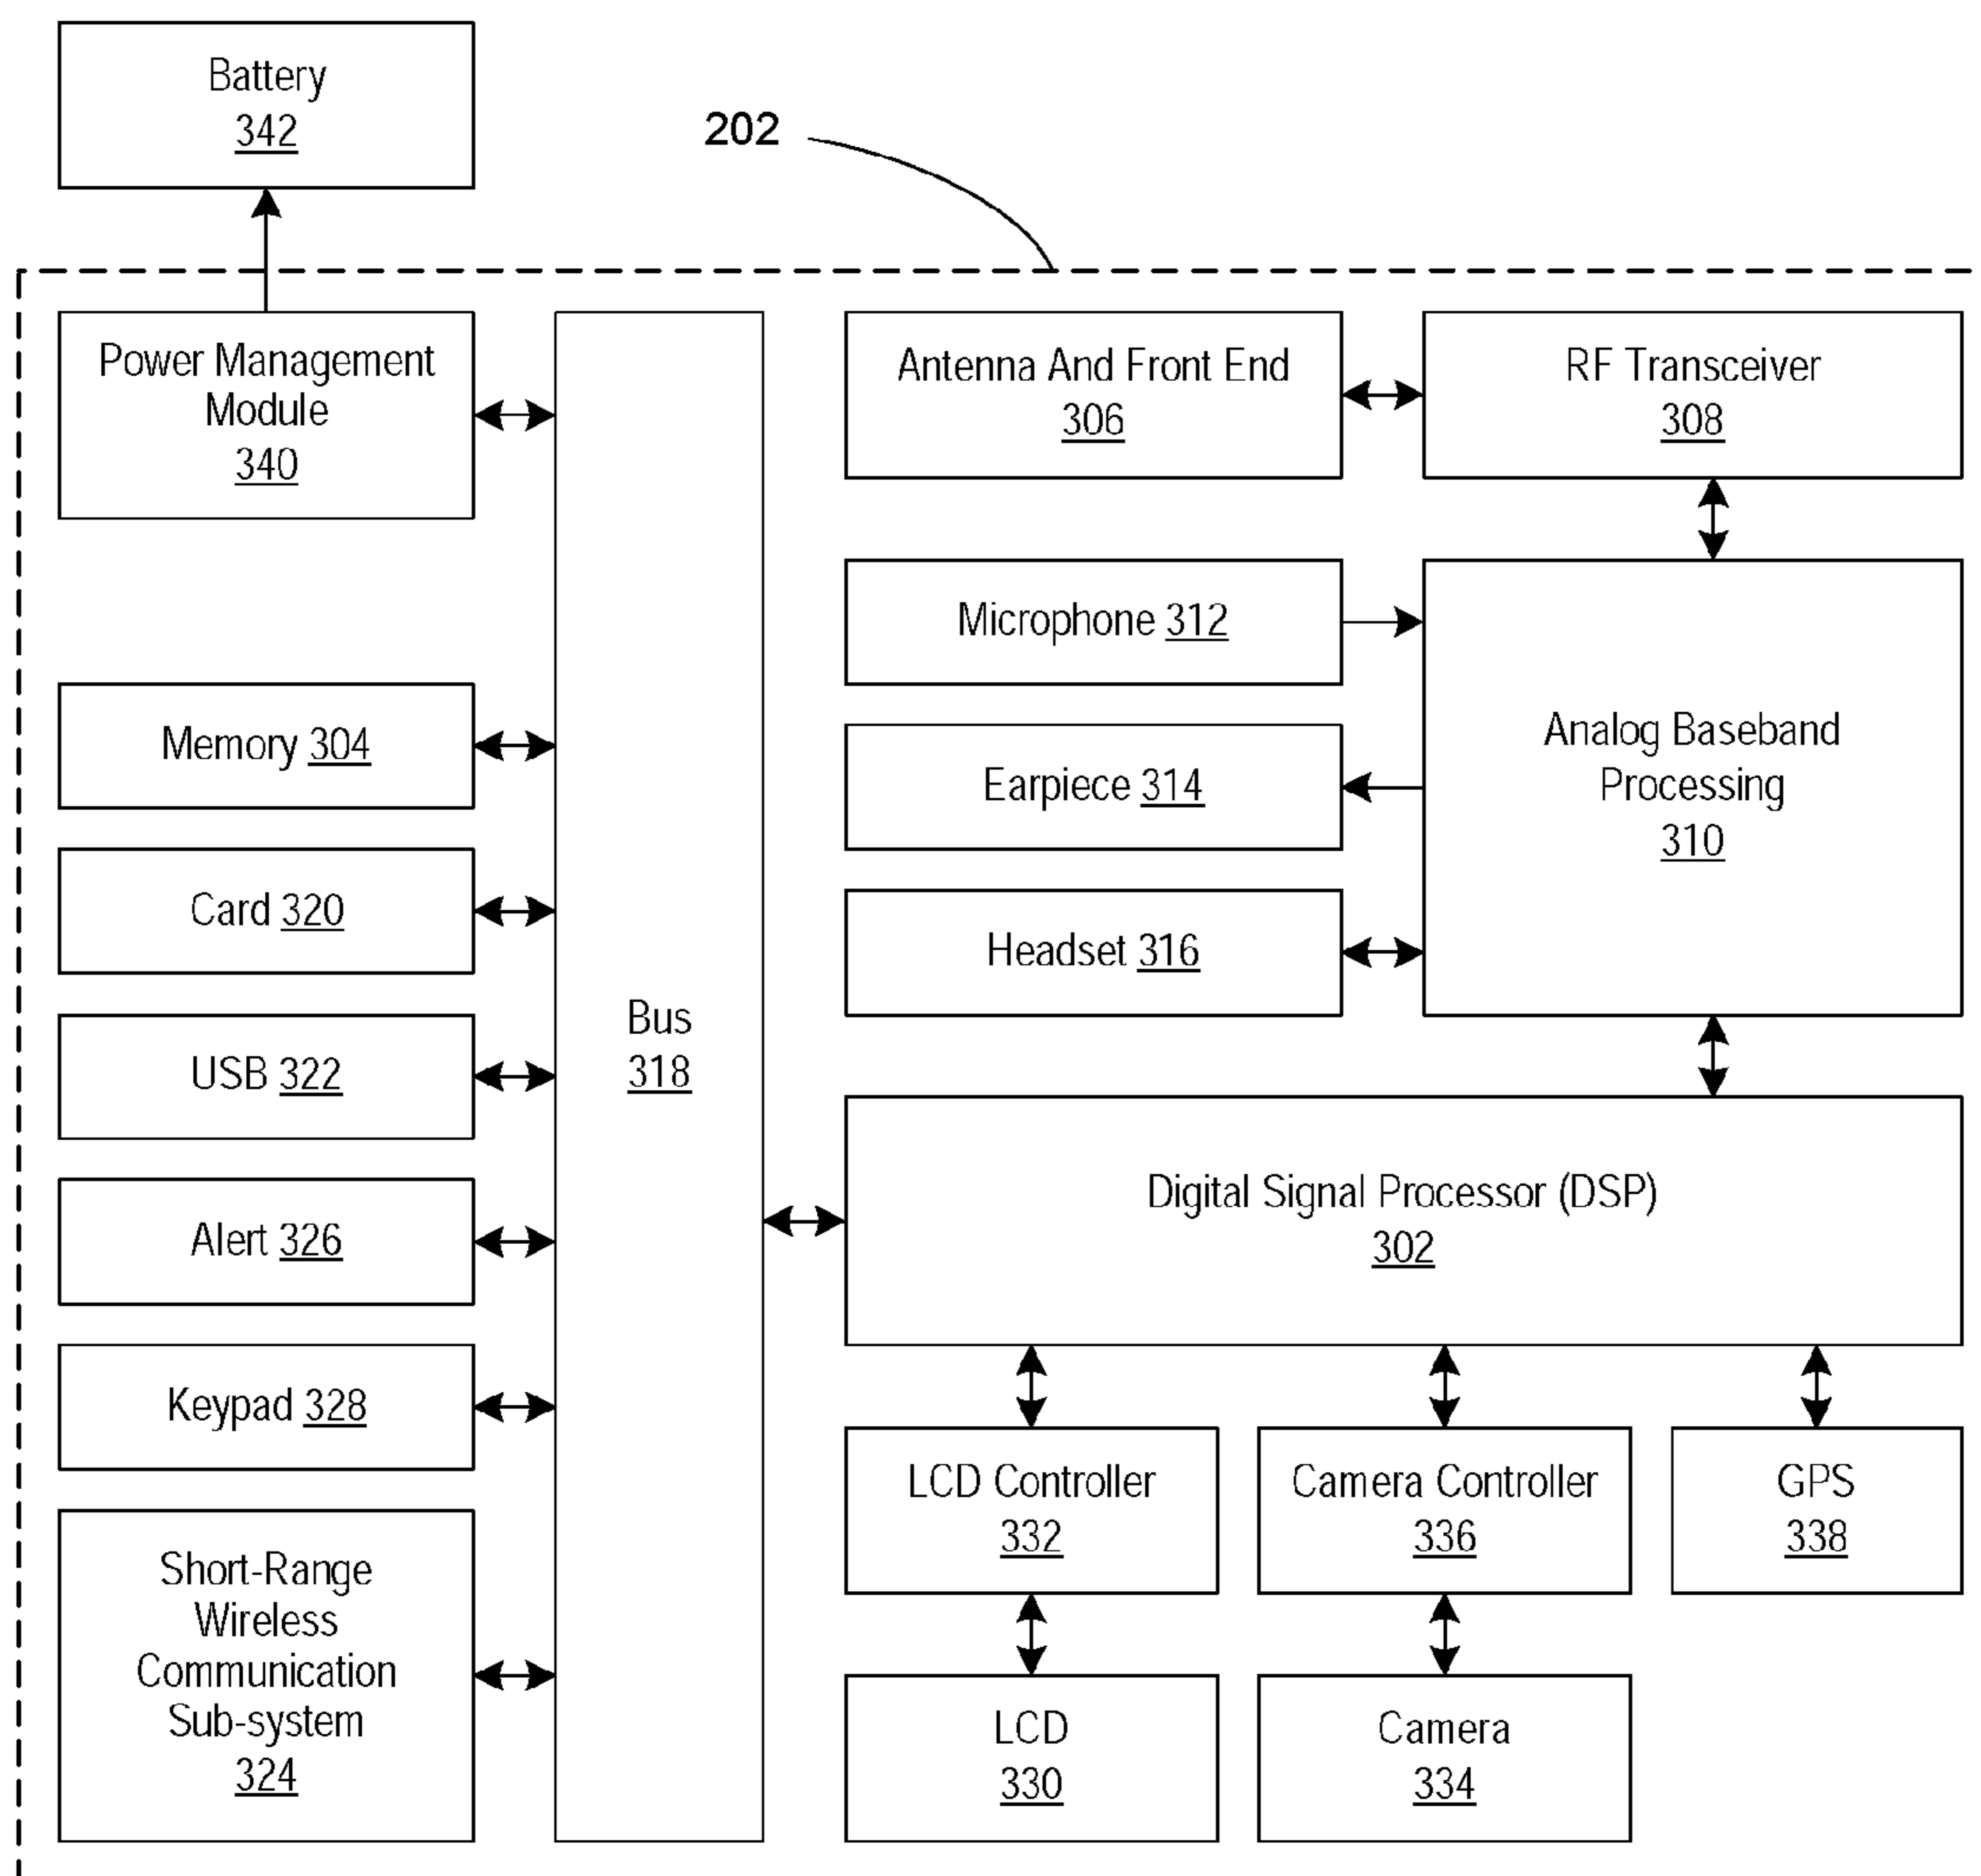 Battery
342
202
Power Management
Module
340
Antenna And Front End
306
RF Transceiver
308
Microphone 312
Memory 304
Earpiece 314
Analog Baseband
Processing
310
Card 320
Headset 316
Bus
318
USB 322
Digital Signal Processor (DSP)
302
Alert 326
Keypad 328
LCD Controller
332
Camera Controller
336
GPS
338
Short-Range
Wireless
Communication
Sub-system
324
LCD
330
Camera
334